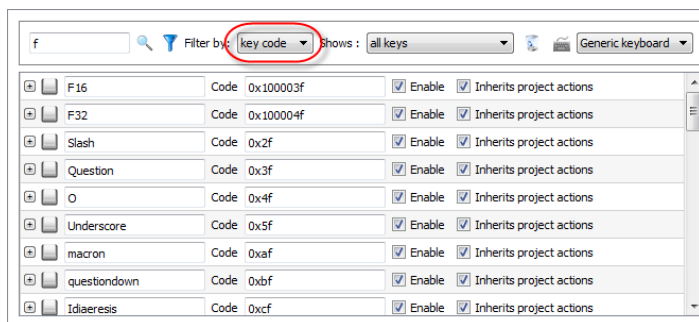 f Filter by: key code Shows : all keys Generic keyboard
F16 Code 0x100003f Enable Inherits project actions
F32 Code 0x100004f Enable Inherits project actions
Slash Code 0x2f Enable Inherits project actions
Question Code 0x3f Enable Inherits project actions
O Code 0x4f Enable Inherits project actions
Underscore Code 0x5f Enable Inherits project actions
macron Code 0xaf Enable Inherits project actions
questiondown Code 0xbf Enable Inherits project actions
Idiaeresis Code 0xcf Enable Inherits project actions